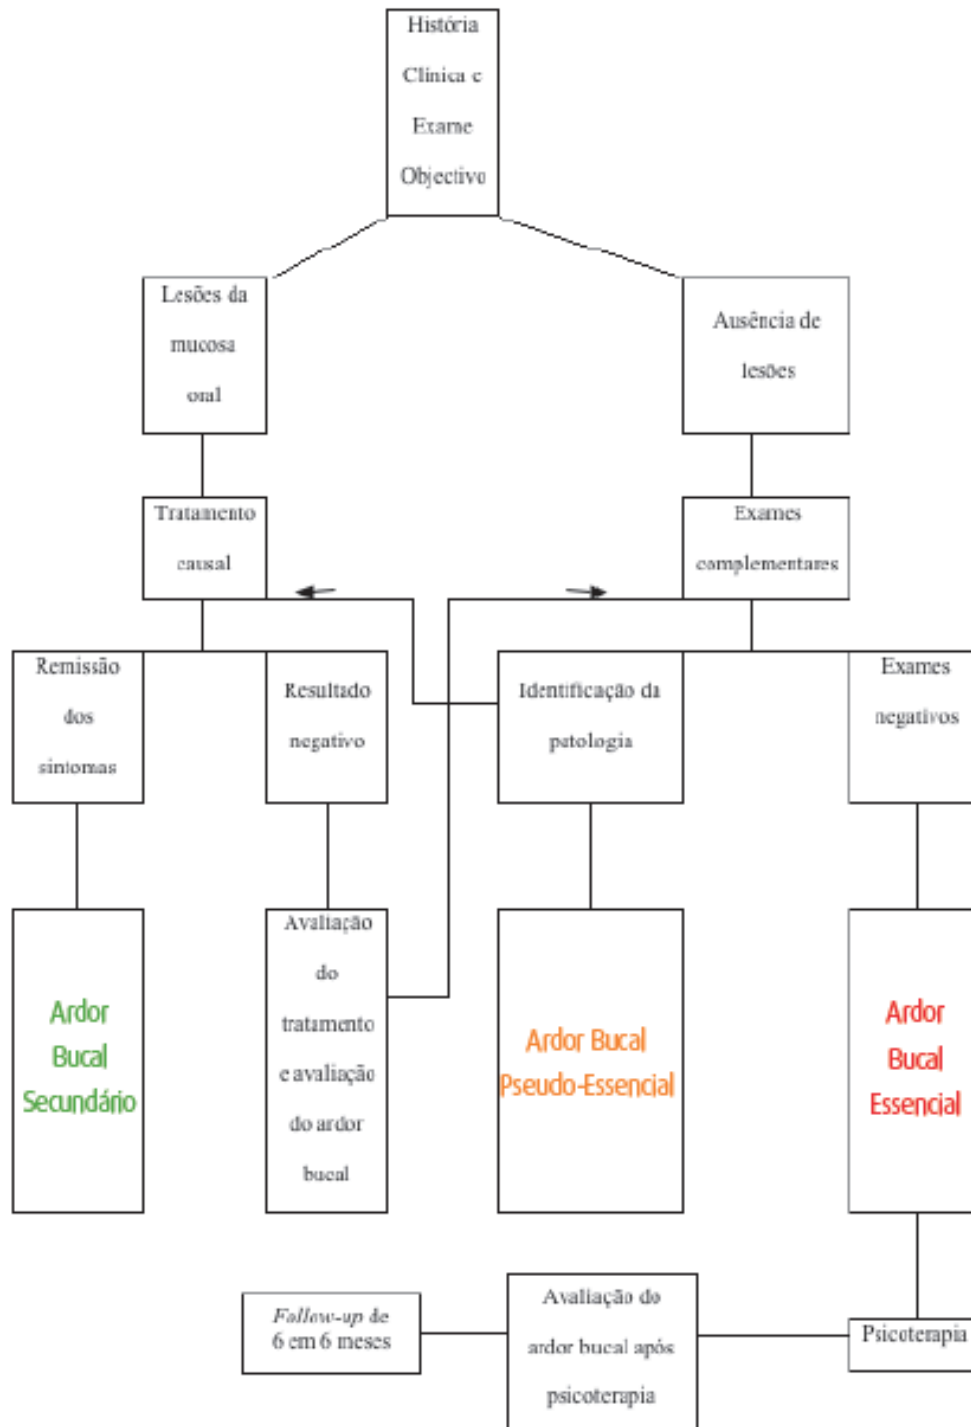 História
Clínica e
Exame
Objectivo
Lesões da
mucosa
oral
Ausência de
lesões
Tratamento
causal
Exames
complementares
Remissão
dos
sintomas
Resultado
negativo
Identificação da
patologia
Exames
negativos
Ardor
Bucal
Secundário
Avaliação
do
tratamento
e avaliação
do ardor
bucal
Ardor Bucal
Pseudo-Essencial
Ardor
Bucal
Essencial
Follow-up de
6 em 6 meses
Avaliação do
ardor bucal após
psicoterapia
Psicoterapia